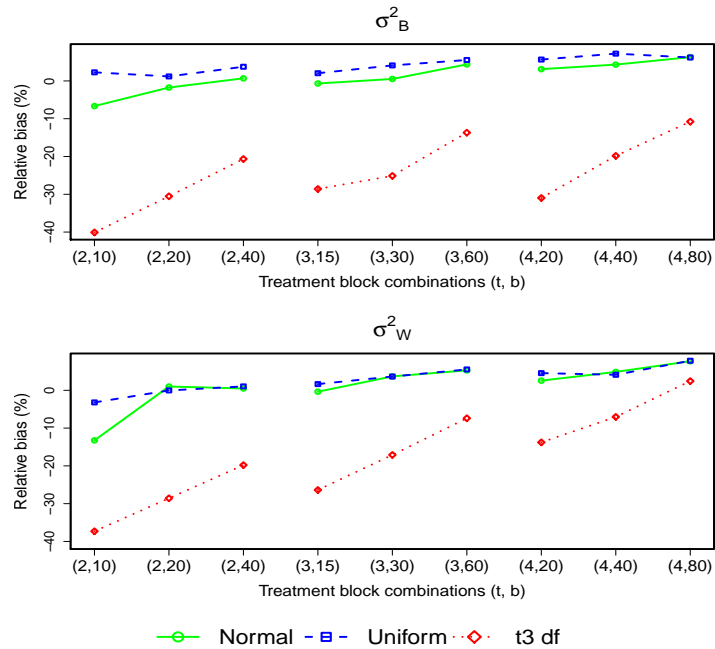 σ²_B
Relative bias (%)
0
−10
−20
−30
−40
(2,10) (2,20) (2,40) (3,15) (3,30) (3,60) (4,20) (4,40) (4,80)
Treatment block combinations (t, b)
σ²_W
Relative bias (%)
0
−10
−20
−30
−40
(2,10) (2,20) (2,40) (3,15) (3,30) (3,60) (4,20) (4,40) (4,80)
Treatment block combinations (t, b)
Normal Uniform t3 df